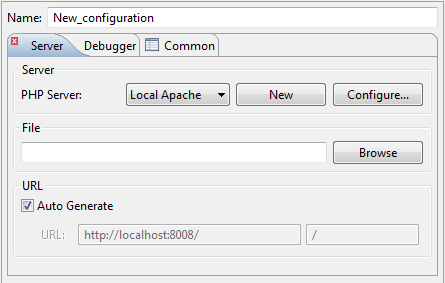 Name: New_configuration
Server Debugger Common
Server
PHP Server: Local Apache New Configure...
File
Browse
URL
Auto Generate
URL: http://localhost:8008/ /